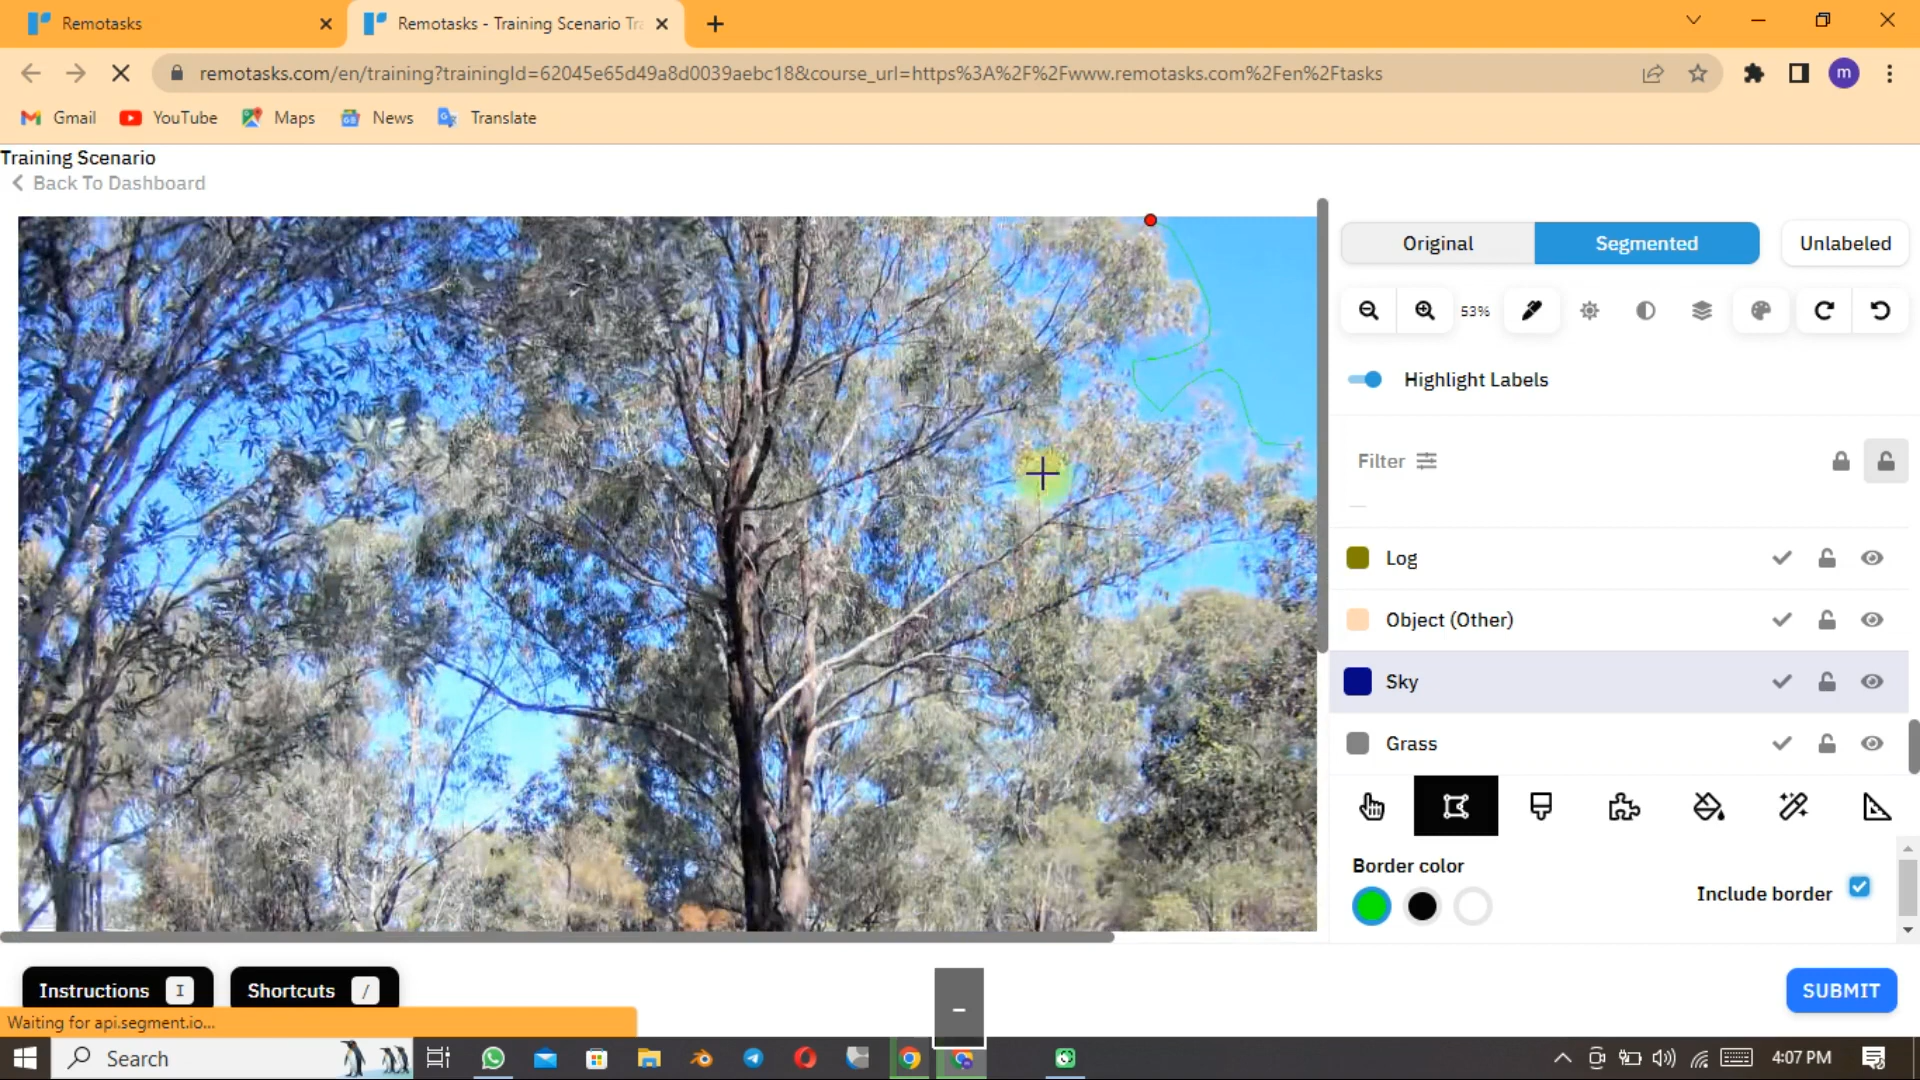 Remotasks
Remotasks - Training Scenario Tra
remotasks.com/en/training?trainingId=62045e65d49a8d0039aebc18&course_url=https%3A%2F%2Fwww.remotasks.com%2Fen%2Ftasks
m
Gmail
YouTube
Maps
News
Translate
Training Scenario
Back To Dashboard
Original
Segmented
Unlabeled
53%
Highlight Labels
Filter
Log
Object (Other)
Sky
Grass
Border color
Include border
Instructions I
Shortcuts /
SUBMIT
Waiting for api.segment.io...
Search
4:07 PM